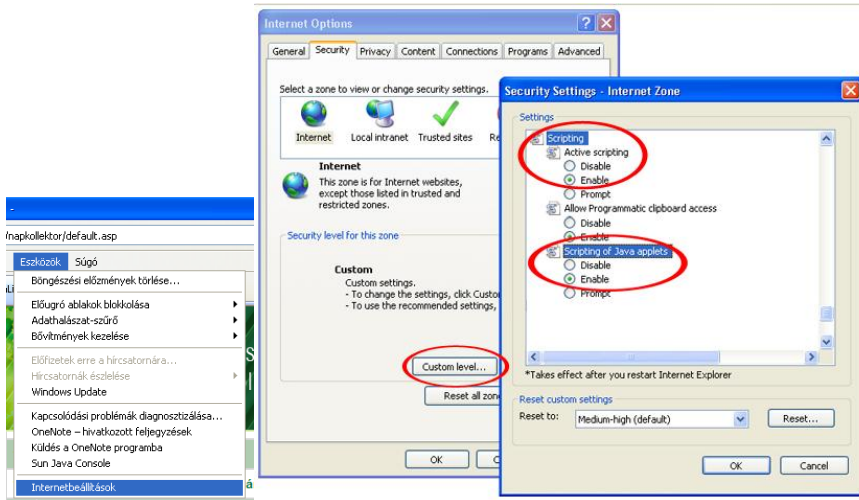 -
/napkollektor/default.asp
Eszközök Súgó
Böngészési előzmények törlése...
Előugró ablakok blokkolása
Adathalászat-szűrő
Bővítmények kezelése
Előfizetek erre a hírcsatornára...
Hírcsatornák észlelése
Windows Update
Kapcsolódási problémák diagnosztizálása...
OneNote – hivatkozott feljegyzések
Küldés a OneNote programba
Sun Java Console
Internetbeállítások
Internet Options
General Security Privacy Content Connections Programs Advanced
Select a zone to view or change security settings.
Internet Local intranet Trusted sites Re
Internet
This zone is for Internet websites,
except those listed in trusted and
restricted zones.
Security level for this zone
Custom
Custom settings.
- To change the settings, click Custo
- To use the recommended settings,
Custom level...
Reset all zone
OK C
Security Settings - Internet Zone
Settings
Scripting
Active scripting
Disable
Enable
Prompt
Allow Programmatic clipboard access
Disable
Enable
Scripting of Java applets
Disable
Enable
Prompt
*Takes effect after you restart Internet Explorer
Reset custom settings
Reset to: Medium-high (default) Reset...
OK Cancel